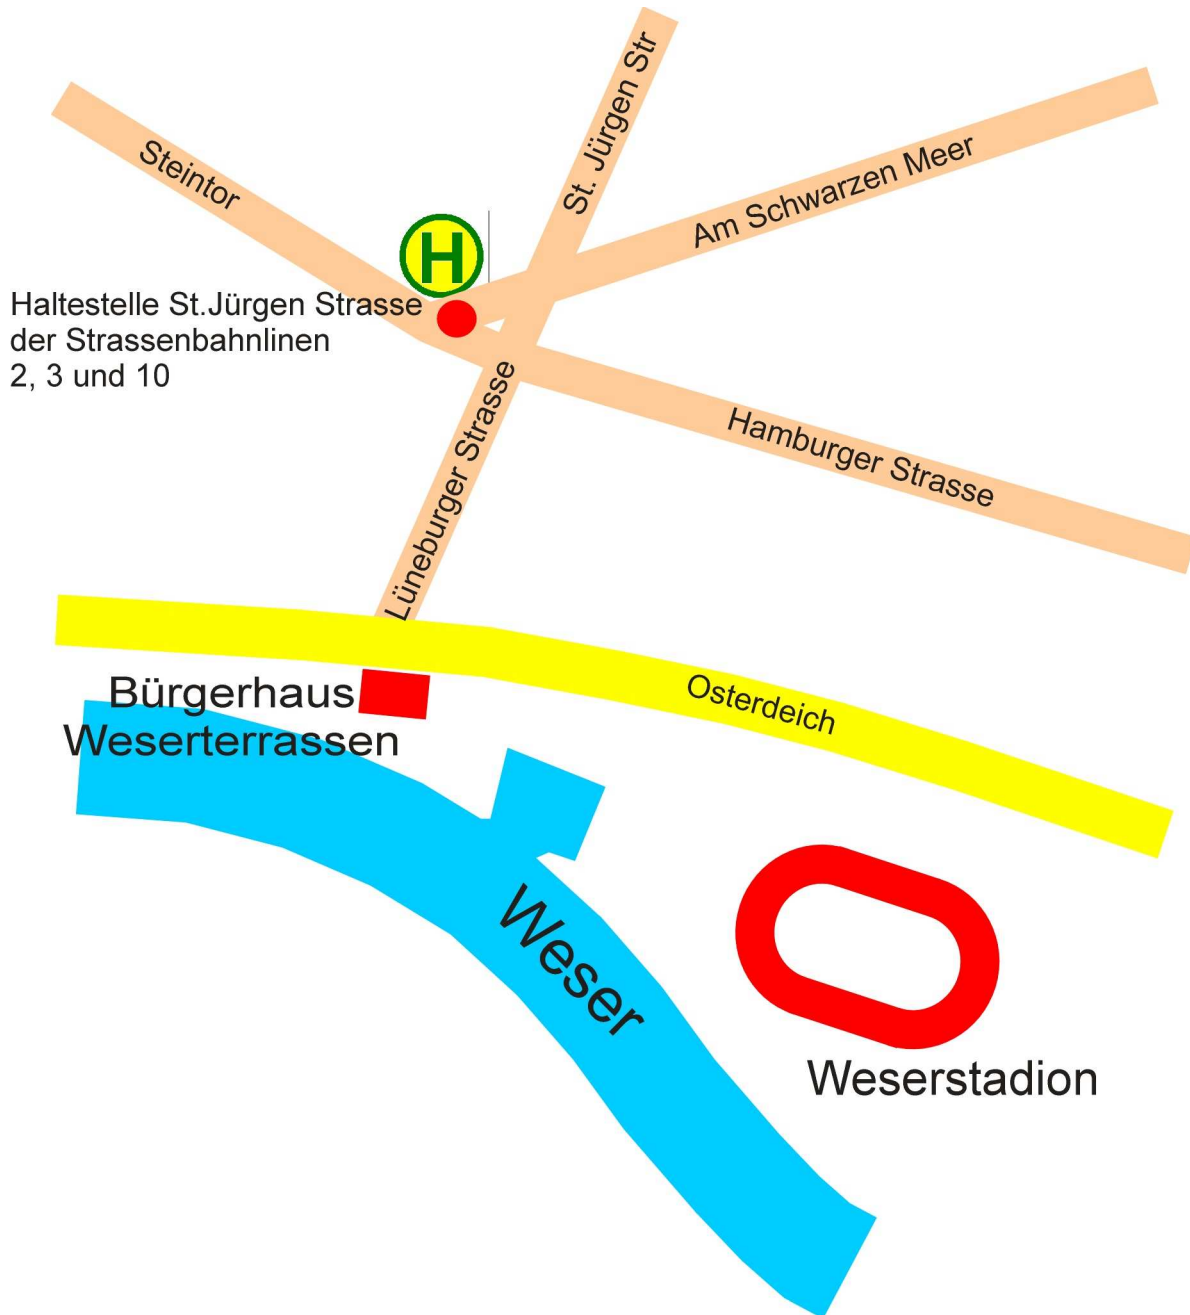 St. Jürgen Str
Steintor
Am Schwarzen Meer
H
Haltestelle St.Jürgen Strasse
der Strassenbahnlinen
2, 3 und 10
Lüneburger Strasse
Hamburger Strasse
Bürgerhaus
Weserterrassen
Osterdeich
Weser
Weserstadion